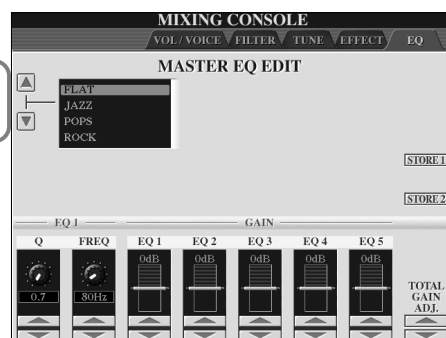 MIXING CONSOLE
VOL / VOICE FILTER TUNE EFFECT EQ
MASTER EQ EDIT
FLAT
JAZZ
POPS
ROCK
STORE 1
STORE 2
EQ 1 GAIN
Q FREQ EQ 1 EQ 2 EQ 3 EQ 4 EQ 5
0dB 0dB 0dB 0dB 0dB
0.7 80Hz
TOTAL
GAIN
ADJ.